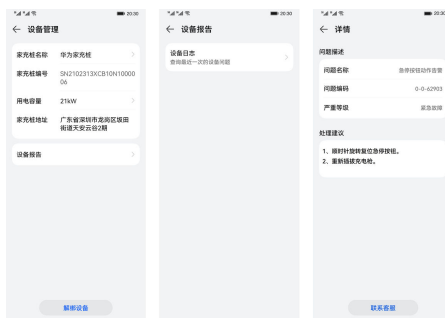 20:30
← 设备管理
家充桩名称 华为家充桩
家充桩编号 SN2102313XCB10N10000
06
用电容量 21kW
家充桩地址 广东省深圳市龙岗区坂田
街道天安云谷2期
设备报告
解绑设备
20:30
← 设备报告
设备日志
查询最近一次的设备问题
20:30
← 详情
问题描述
问题名称 急停按钮动作告警
问题编码 0-0-62903
严重等级 紧急故障
处理建议
1、顺时针旋转复位急停按钮。
2、重新插拔充电枪。
联系客服